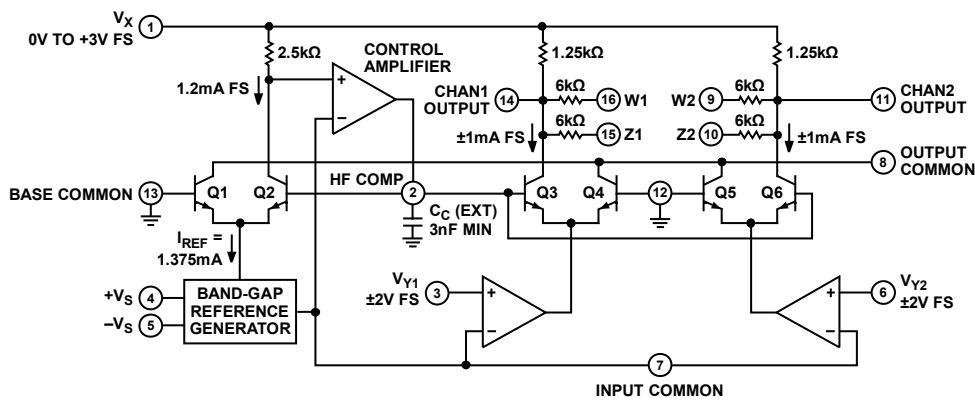 VX
1
0V TO +3V FS
2.5kΩ
CONTROL
AMPLIFIER
1.25kΩ
1.25kΩ
+
–
1.2mA FS
CHAN1
OUTPUT
14
6kΩ
16
W1
W2
9
6kΩ
11
CHAN2
OUTPUT
±1mA FS
6kΩ
15
Z1
Z2
10
6kΩ
±1mA FS
8
OUTPUT
COMMON
BASE COMMON
13
Q1
Q2
HF COMP
2
Q3
Q4
12
Q5
Q6
CC (EXT)
3nF MIN
IREF =
1.375mA
+VS
4
–VS
5
BAND-GAP
REFERENCE
GENERATOR
VY1
3
±2V FS
+
–
+
–
6
VY2
±2V FS
7
INPUT COMMON